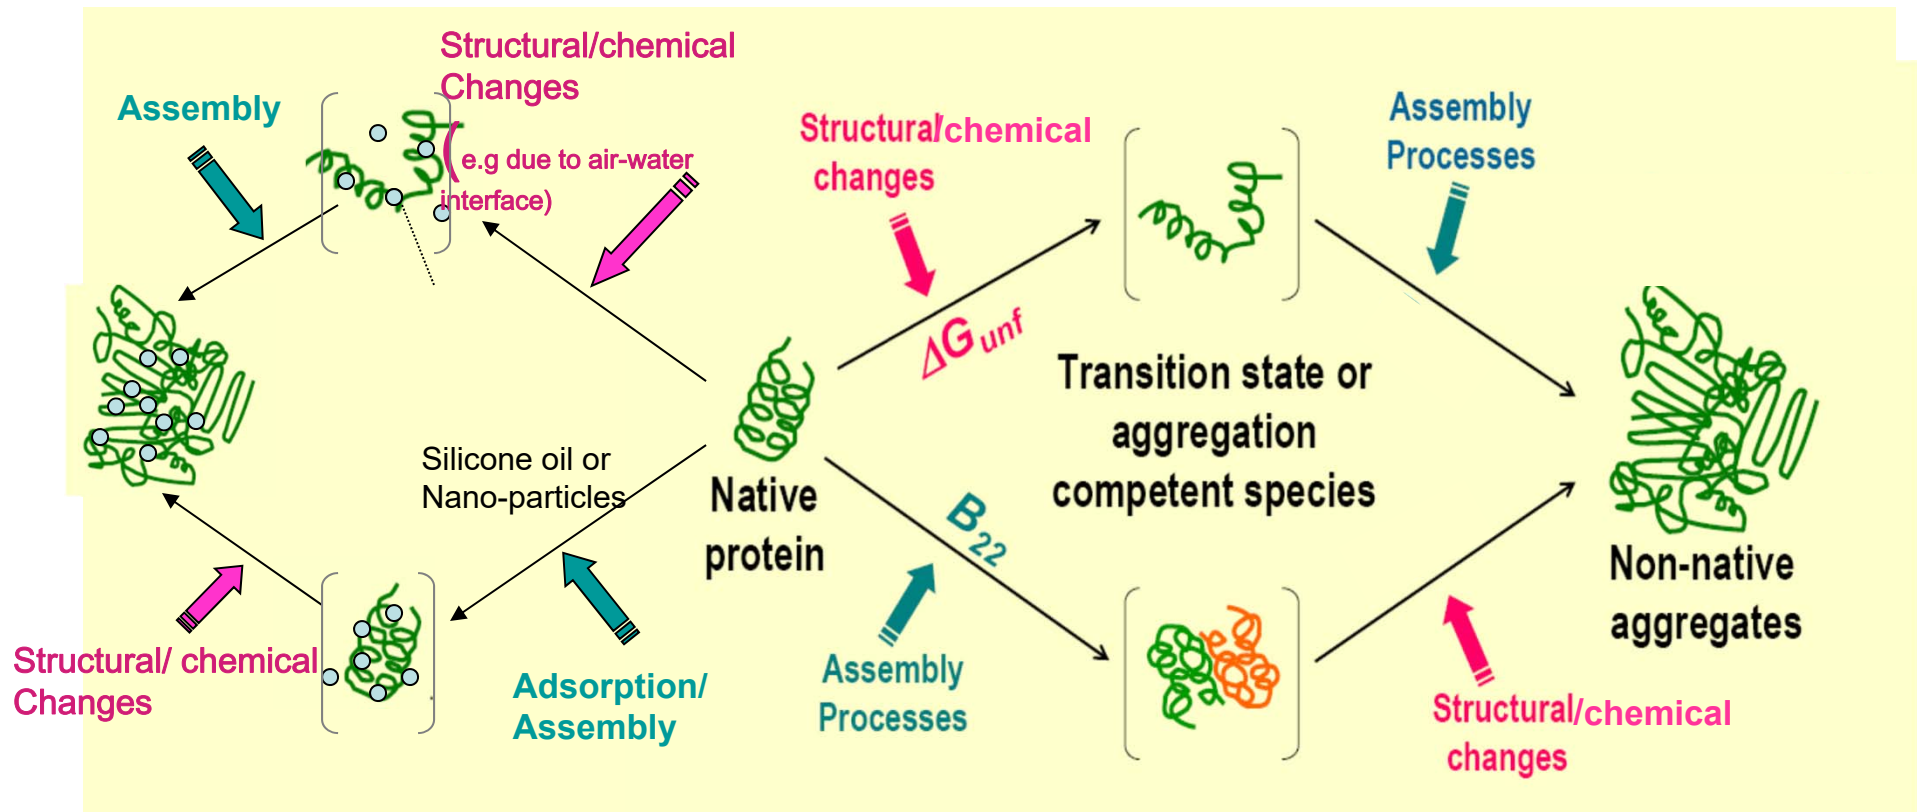 Structural/chemical
Changes
( e.g due to air-water
interface)
Assembly
Structural/chemical
changes
Assembly
Processes
ΔGunf
Transition state or
aggregation
competent species
Silicone oil or
Nano-particles
Native
protein
B22
Non-native
aggregates
Structural/ chemical
Changes
Adsorption/
Assembly
Assembly
Processes
Structural/chemical
changes